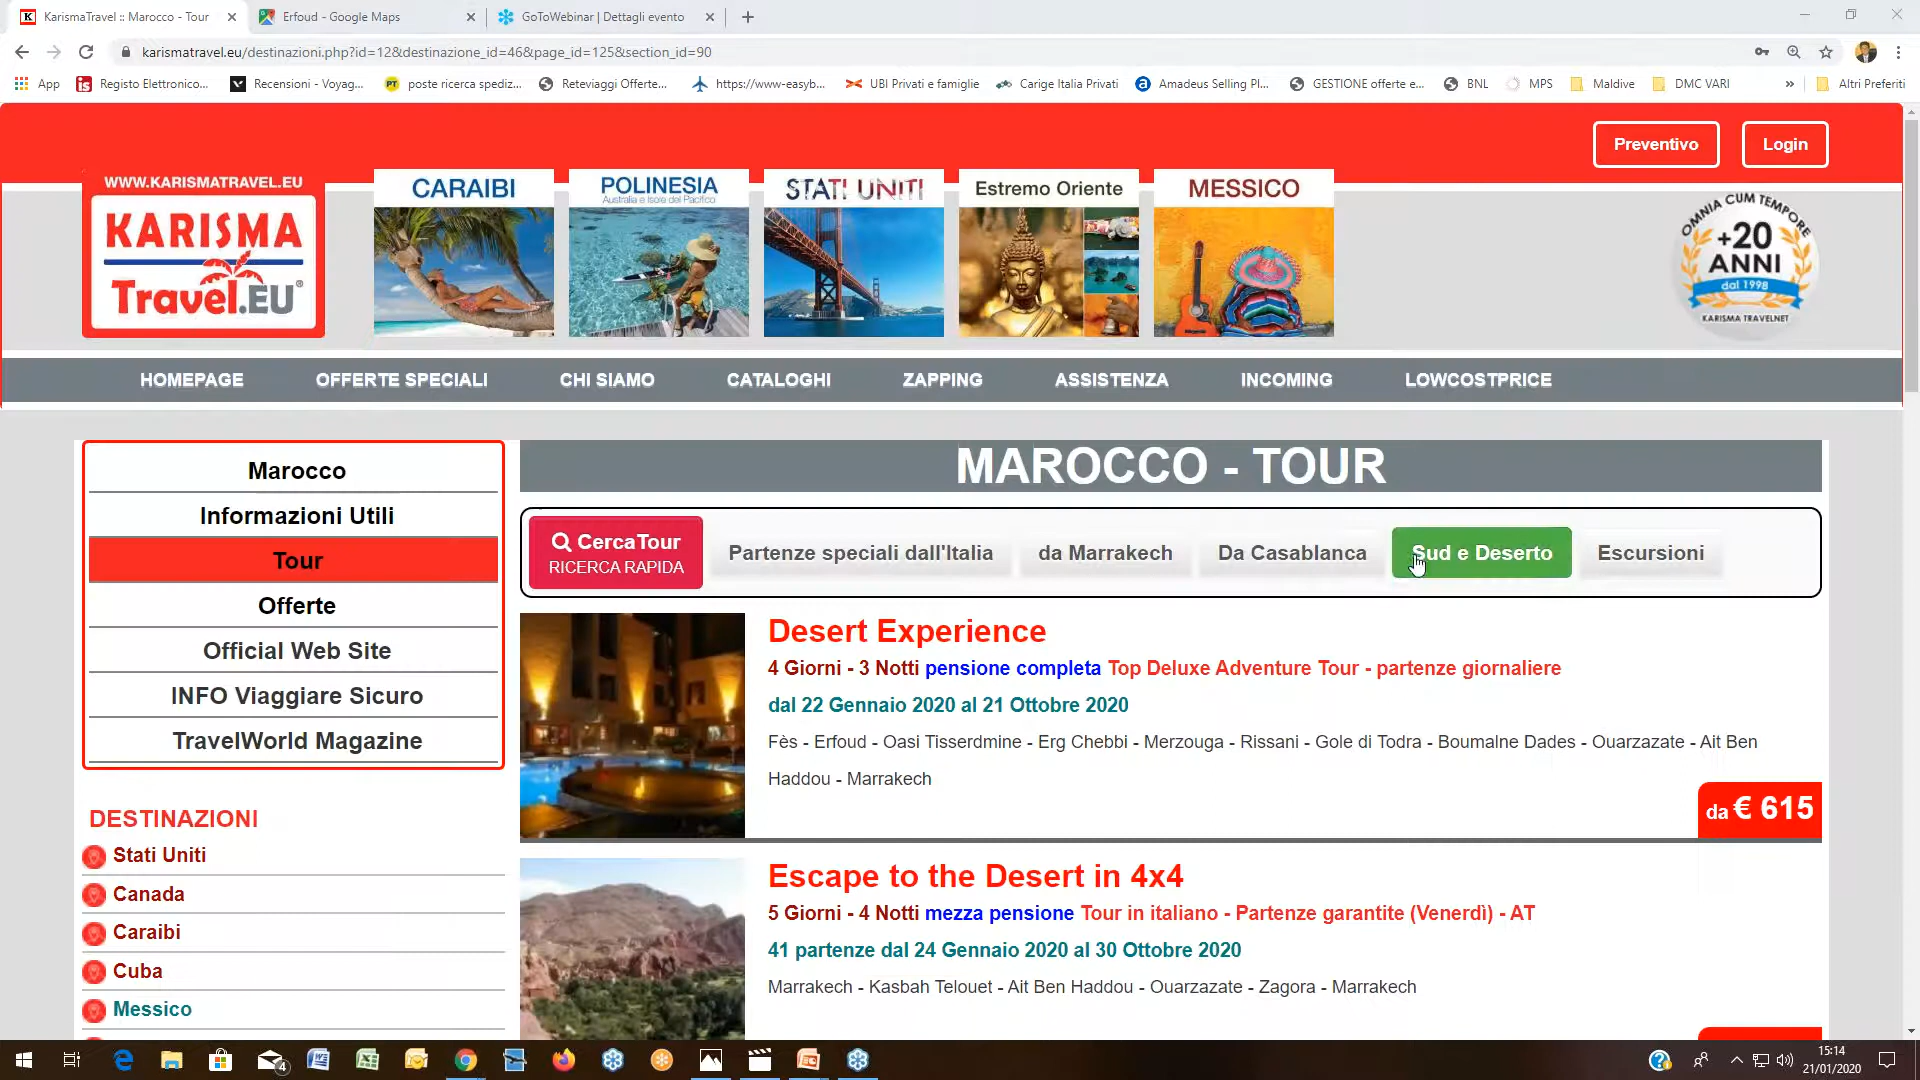 KarismaTravel :: Marocco - Tour
Erfoud - Google Maps
GoToWebinar | Dettagli evento
karismatravel.eu/destinazioni.php?id=12&destinazione_id=46&page_id=125&section_id=90
App
Registo Elettronico...
Recensioni - Voyag...
poste ricerca spediz...
Reteviaggi Offerte...
https://www-easyb...
UBI Privati e famiglie
Carige Italia Privati
Amadeus Selling Pl...
GESTIONE offerte e...
BNL
MPS
Maldive
DMC VARI
»
Altri Preferiti
Preventivo
Login
WWW.KARISMATRAVEL.EU
KARISMA
Travel.EU®
CARAIBI
POLINESIA
Australia e Isole del Pacifico
STATI UNITI
Estremo Oriente
MESSICO
OMNIA CUM TEMPORE
+20
ANNI
dal 1998
KARISMA TRAVELNET
HOMEPAGE
OFFERTE SPECIALI
CHI SIAMO
CATALOGHI
ZAPPING
ASSISTENZA
INCOMING
LOWCOSTPRICE
Marocco
Informazioni Utili
Tour
Offerte
Official Web Site
INFO Viaggiare Sicuro
TravelWorld Magazine
DESTINAZIONI
Stati Uniti
Canada
Caraibi
Cuba
Messico
MAROCCO - TOUR
CercaTour
RICERCA RAPIDA
Partenze speciali dall'Italia
da Marrakech
Da Casablanca
Sud e Deserto
Escursioni
Desert Experience
4 Giorni - 3 Notti pensione completa Top Deluxe Adventure Tour - partenze giornaliere
dal 22 Gennaio 2020 al 21 Ottobre 2020
Fès - Erfoud - Oasi Tisserdmine - Erg Chebbi - Merzouga - Rissani - Gole di Todra - Boumalne Dades - Ouarzazate - Ait Ben
Haddou - Marrakech
da € 615
Escape to the Desert in 4x4
5 Giorni - 4 Notti mezza pensione Tour in italiano - Partenze garantite (Venerdì) - AT
41 partenze dal 24 Gennaio 2020 al 30 Ottobre 2020
Marrakech - Kasbah Telouet - Ait Ben Haddou - Ouarzazate - Zagora - Marrakech
4
15:14
21/01/2020